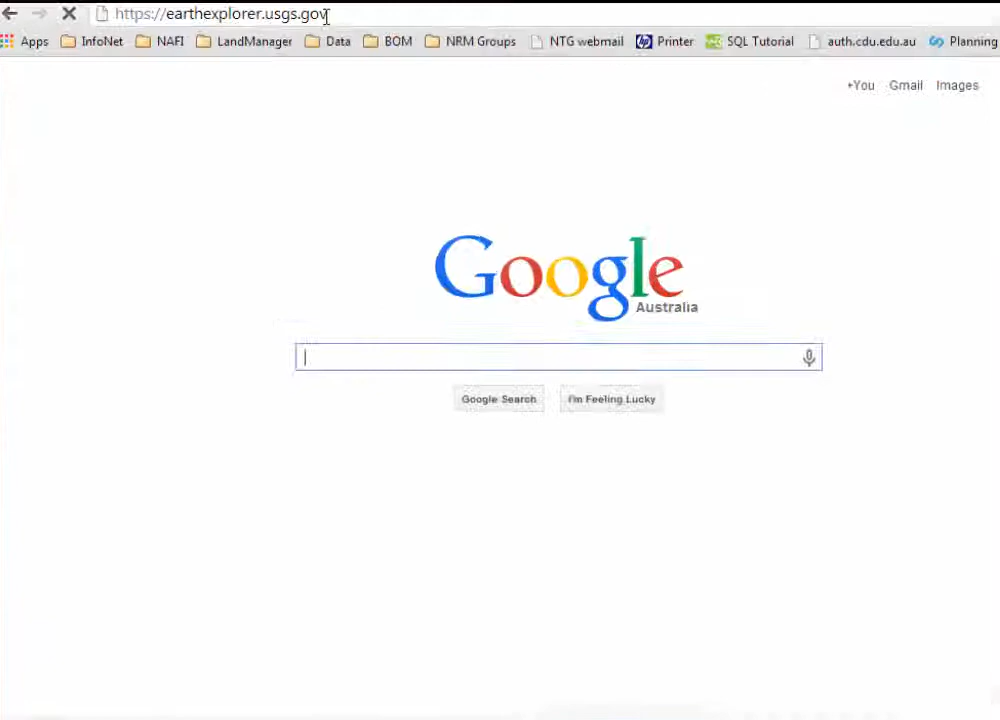 https://earthexplorer.usgs.gov
Apps InfoNet NAFI LandManager Data BOM NRM Groups NTG webmail Printer SQL Tutorial auth.cdu.edu.au Planning
+You Gmail Images
Google
Australia
Google Search I'm Feeling Lucky